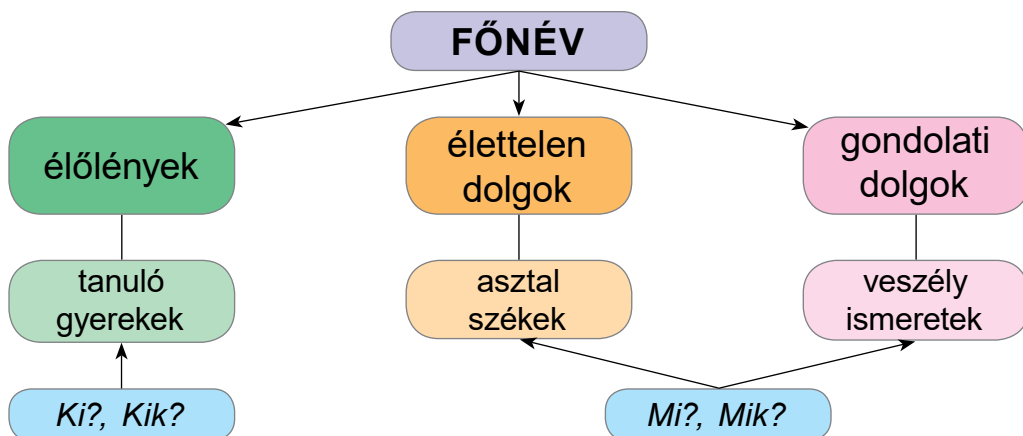 FŐNÉV
élőlények
élettelen
dolgok
gondolati
dolgok
tanuló
gyerekek
asztal
székek
veszély
ismeretek
Ki?, Kik?
Mi?, Mik?